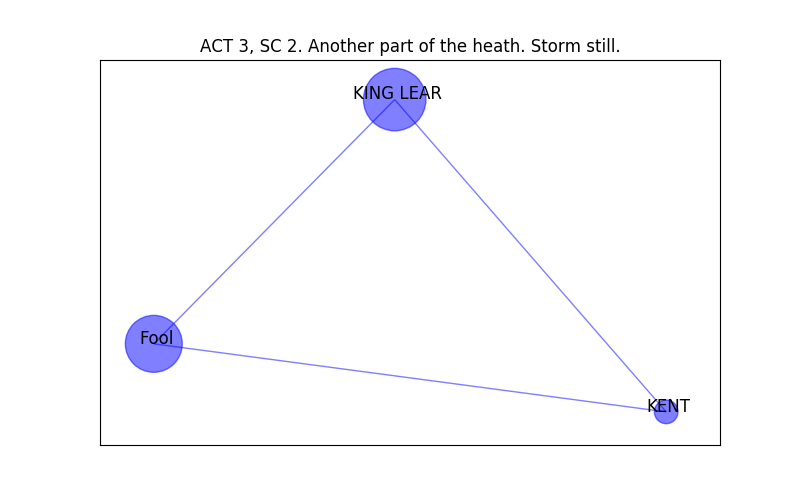 ACT 3, SC 2. Another part of the heath. Storm still.
KING LEAR
Fool
KENT